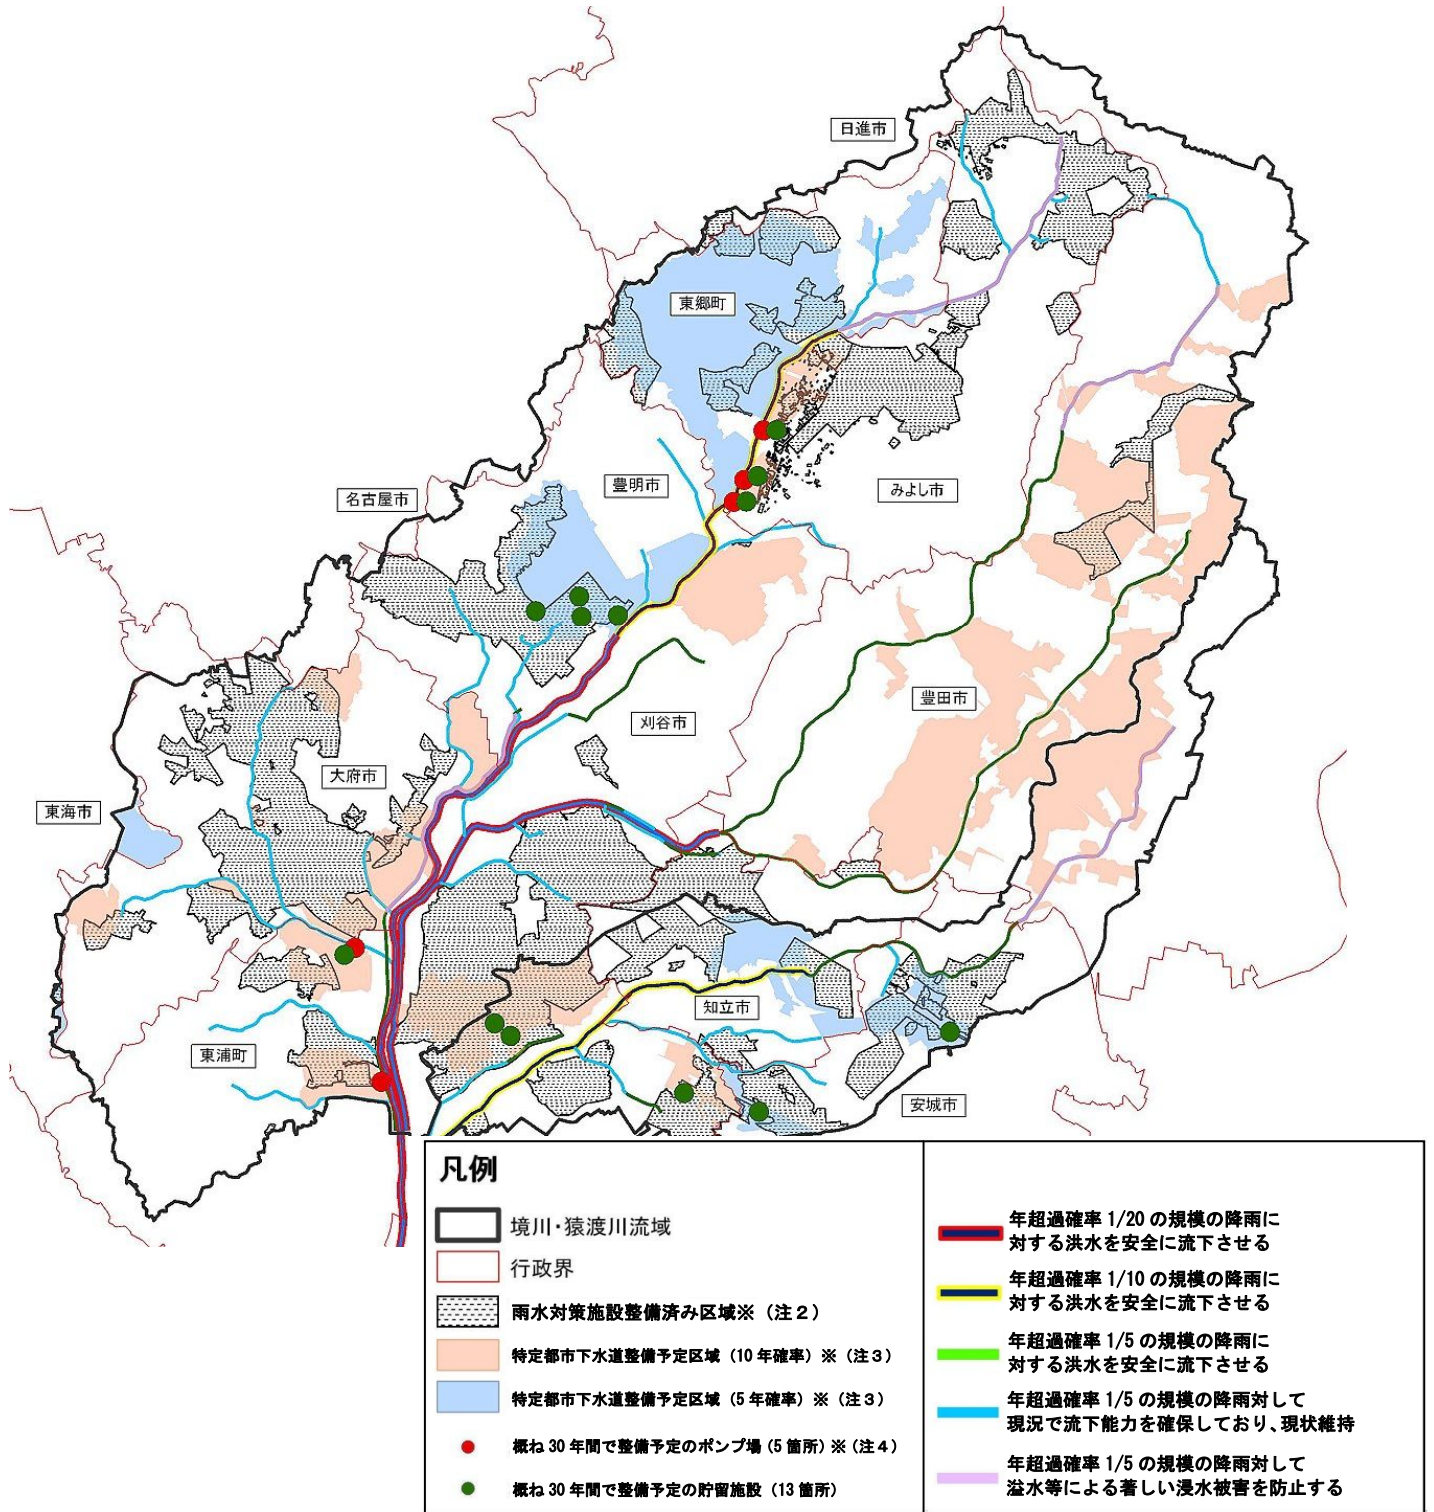 日進市
東郷町
豊明市
名古屋市
みよし市
豊田市
刈谷市
大府市
東海市
知立市
東浦町
安城市
凡例
境川・猿渡川流域
行政界
雨水対策施設整備済み区域※（注２）
特定都市下水道整備予定区域（10 年確率）※（注３）
特定都市下水道整備予定区域（5 年確率）※（注３）
概ね 30 年間で整備予定のポンプ場（5 箇所）※（注４）
概ね 30 年間で整備予定の貯留施設（13 箇所）
年超過確率 1/20 の規模の降雨に
対する洪水を安全に流下させる
年超過確率 1/10 の規模の降雨に
対する洪水を安全に流下させる
年超過確率 1/5 の規模の降雨に
対する洪水を安全に流下させる
年超過確率 1/5 の規模の降雨対して
現況で流下能力を確保しており、現状維持
年超過確率 1/5 の規模の降雨対して
溢水等による著しい浸水被害を防止する